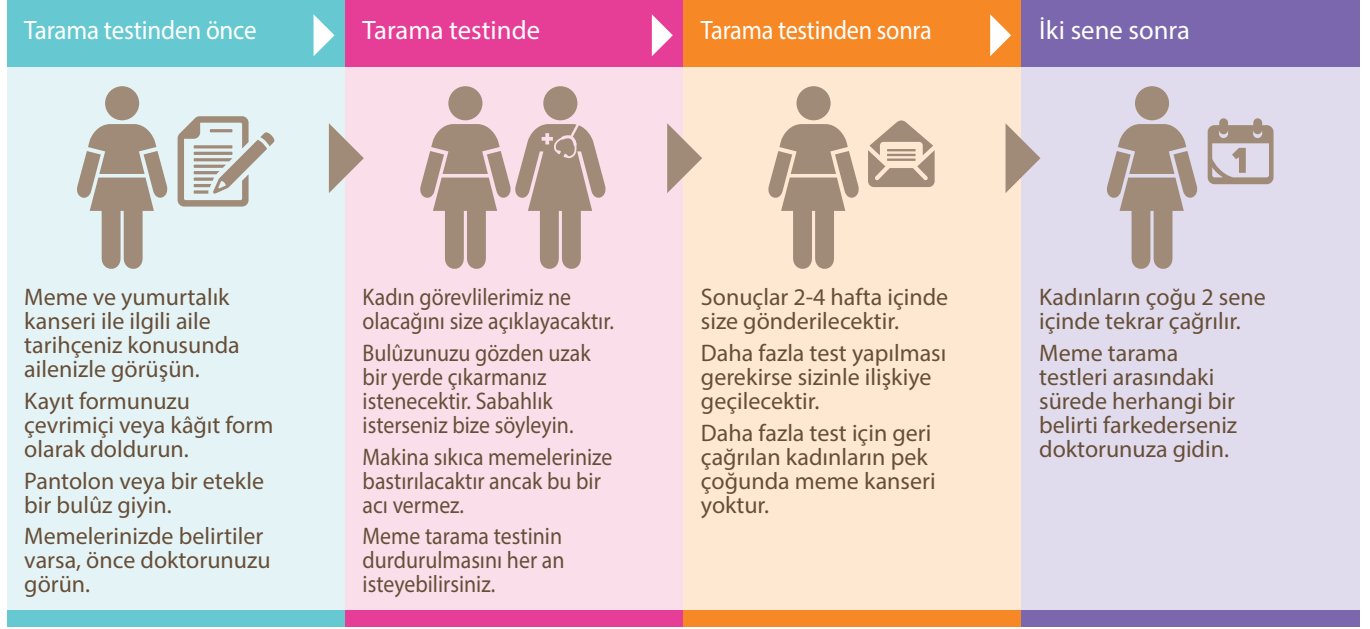 Tarama testinden önce
Meme ve yumurtalık
kanseri ile ilgili aile
tarihçeniz konusunda
ailenizle görüşün.
Kayıt formunuzu
çevrimiçi veya kâğıt form
olarak doldurun.
Pantolon veya bir etekle
bir bulûz giyin.
Memelerinizde belirtiler
varsa, önce doktorunuzu
görün.
Tarama testinde
Kadın görevlilerimiz ne
olacağını size açıklayacaktır.
Bulûzunuzu gözden uzak
bir yerde çıkarmanız
istenecektir. Sabahlık
isterseniz bize söyleyin.
Makina sıkıca memelerinize
bastırılacaktır ancak bu bir
acı vermez.
Meme tarama testinin
durdurulmasını her an
isteyebilirsiniz.
Tarama testinden sonra
Sonuçlar 2-4 hafta içinde
size gönderilecektir.
Daha fazla test yapılması
gerekirse sizinle ilişkiye
geçilecektir.
Daha fazla test için geri
çağrılan kadınların pek
çoğunda meme kanseri
yoktur.
İki sene sonra
1
Kadınların çoğu 2 sene
içinde tekrar çağrılır.
Meme tarama
testleri arasındaki
sürede herhangi bir
belirti farkederseniz
doktorunuza gidin.